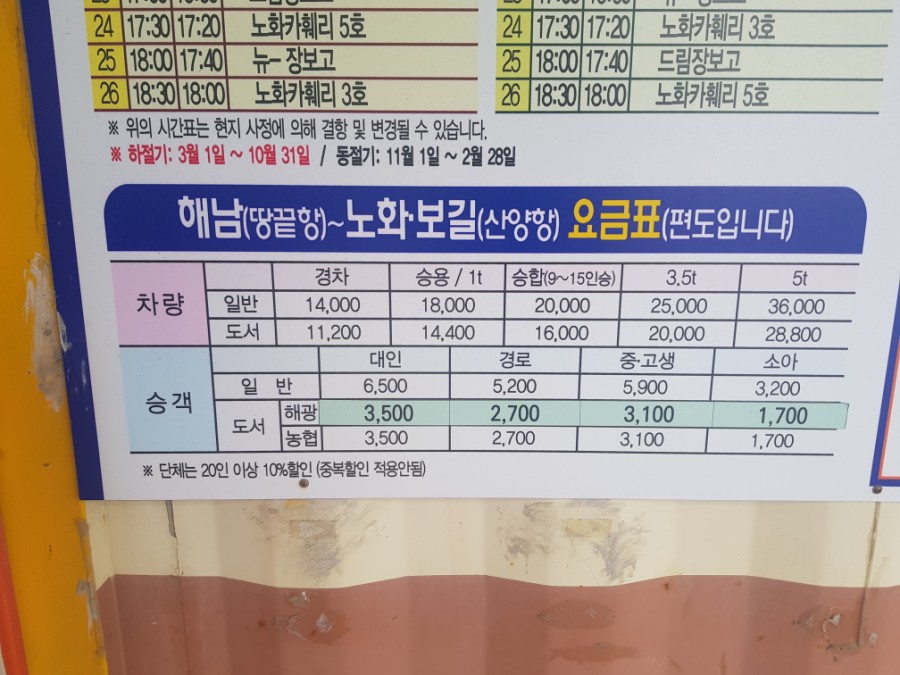 24 17:30 17:20 노화카훼리 5호
25 18:00 17:40 뉴-장보고
26 18:30 18:00 노화카훼리 3호
24 17:30 17:20 노화카훼리 3호
25 18:00 17:40 드림장보고
26 18:30 18:00 노화카훼리 5호
※ 위의 시간표는 현지 사정에 의해 결항 및 변경될 수 있습니다.
※ 하절기: 3월 1일 ~ 10월 31일 / 동절기: 11월 1일 ~ 2월 28일
해남(땅끝항)~노화·보길(산양항) 요금표(편도입니다)
차량 경차 승용 / 1t 승합(9~15인승) 3.5t 5t
일반 14,000 18,000 20,000 25,000 36,000
도서 11,200 14,400 16,000 20,000 28,800
승객 대인 경로 중·고생 소아
일 반 6,500 5,200 5,900 3,200
도서 해광 3,500 2,700 3,100 1,700
농협 3,500 2,700 3,100 1,700
※ 단체는 20인 이상 10%할인 (중복할인 적용안됨)